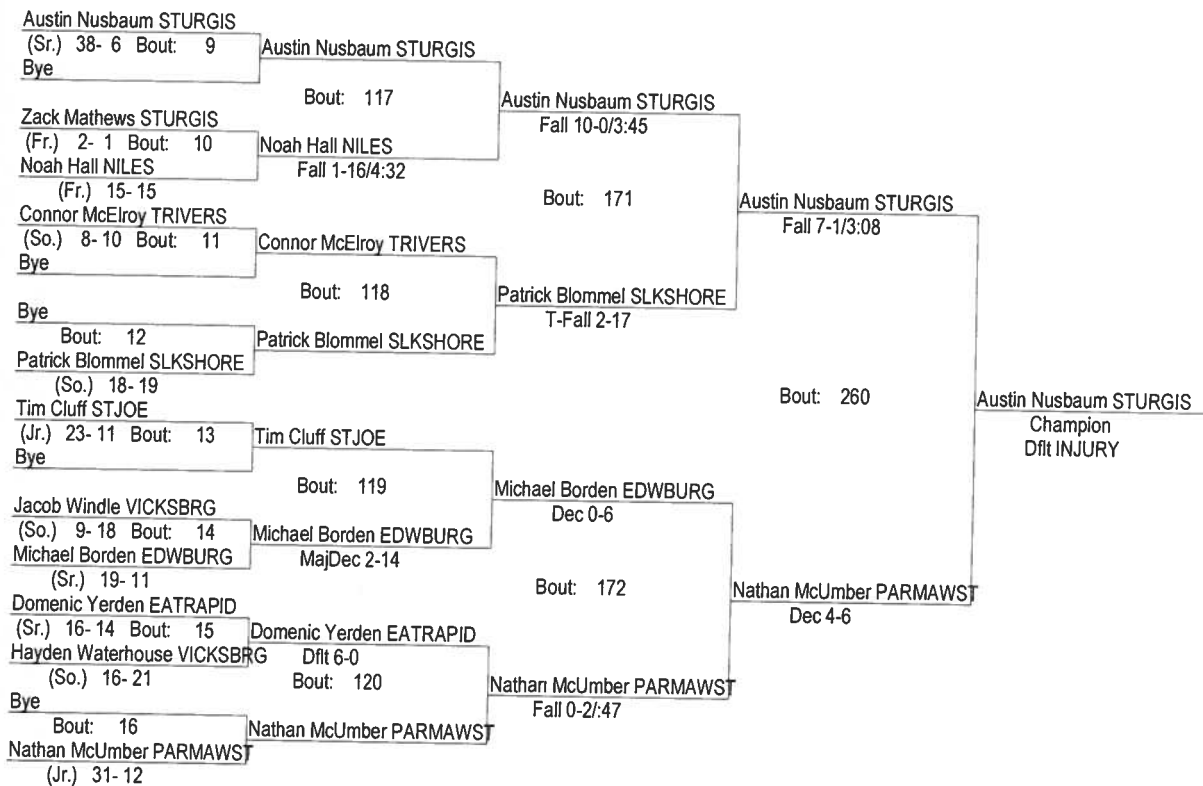 Austin Nusbaum STURGIS
(Sr.) 38- 6 Bout: 9
Bye
Zack Mathews STURGIS
(Fr.) 2- 1 Bout: 10
Noah Hall NILES
(Fr.) 15- 15
Connor McElroy TRIVERS
(So.) 8- 10 Bout: 11
Bye
Bye
Bout: 12
Patrick Blommel SLKSHORE
(So.) 18- 19
Tim Cluff STJOE
(Jr.) 23- 11 Bout: 13
Bye
Jacob Windle VICKSBRG
(So.) 9- 18 Bout: 14
Michael Borden EDWBURG
(Sr.) 19- 11
Domenic Yerden EATRAPID
(Sr.) 16- 14 Bout: 15
Hayden Waterhouse VICKSBRG
(So.) 16- 21
Bye
Bout: 16
Nathan McUmber PARMAWST
(Jr.) 31- 12
Austin Nusbaum STURGIS
Bout: 117
Noah Hall NILES
Fall 1-16/4:32
Connor McElroy TRIVERS
Bout: 118
Patrick Blommel SLKSHORE
Tim Cluff STJOE
Bout: 119
Michael Borden EDWBURG
MajDec 2-14
Domenic Yerden EATRAPID
Dflt 6-0
Bout: 120
Nathan McUmber PARMAWST
Austin Nusbaum STURGIS
Fall 10-0/3:45
Bout: 171
Patrick Blommel SLKSHORE
T-Fall 2-17
Michael Borden EDWBURG
Dec 0-6
Bout: 172
Nathan McUmber PARMAWST
Fall 0-2/:47
Austin Nusbaum STURGIS
Fall 7-1/3:08
Bout: 260
Nathan McUmber PARMAWST
Dec 4-6
Austin Nusbaum STURGIS
Champion
Dflt INJURY